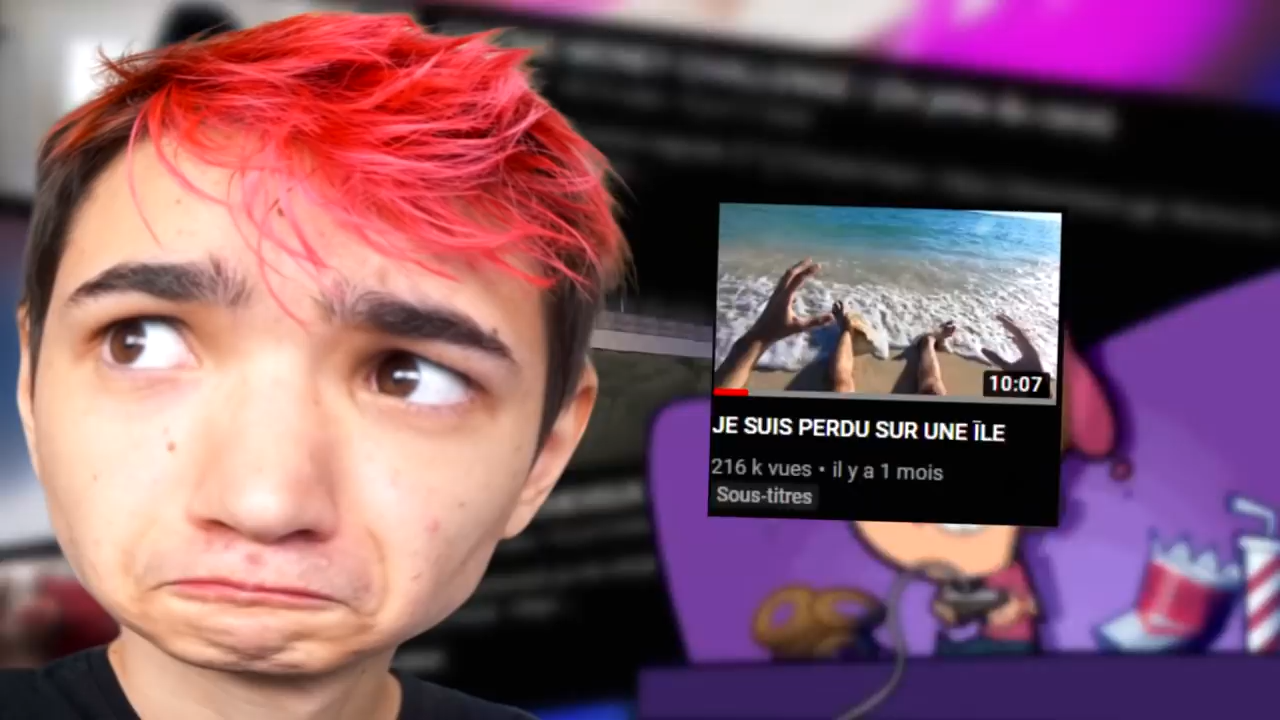 10:07
JE SUIS PERDU SUR UNE ÎLE
216 k vues • il y a 1 mois
Sous-titres